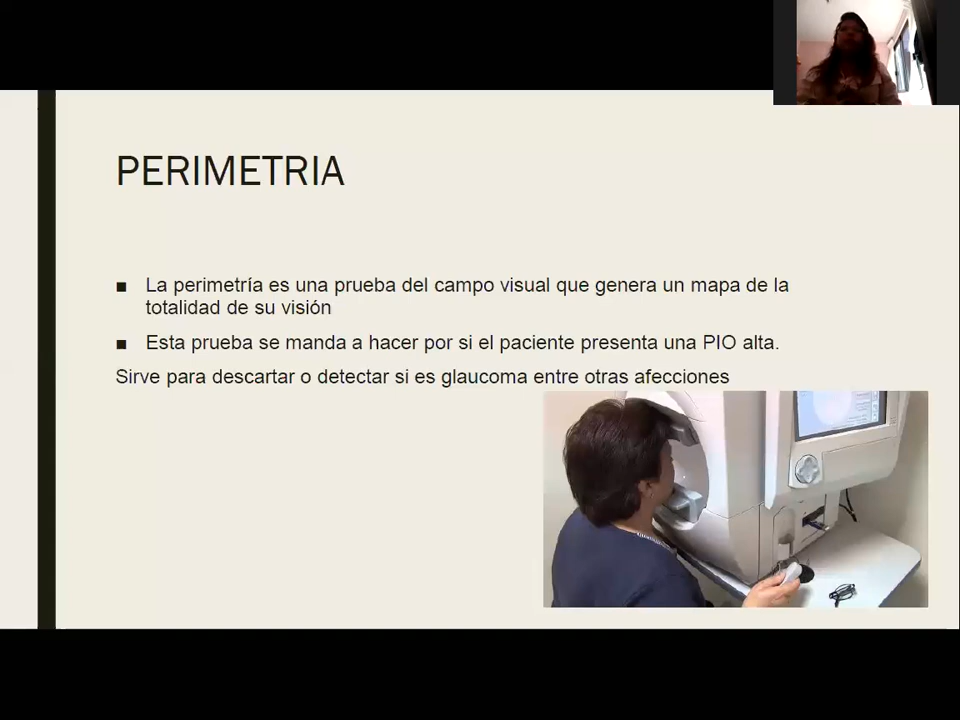 PERIMETRIA
▪ La perimetría es una prueba del campo visual que genera un mapa de la
totalidad de su visión
▪ Esta prueba se manda a hacer por si el paciente presenta una PIO alta.
Sirve para descartar o detectar si es glaucoma entre otras afecciones